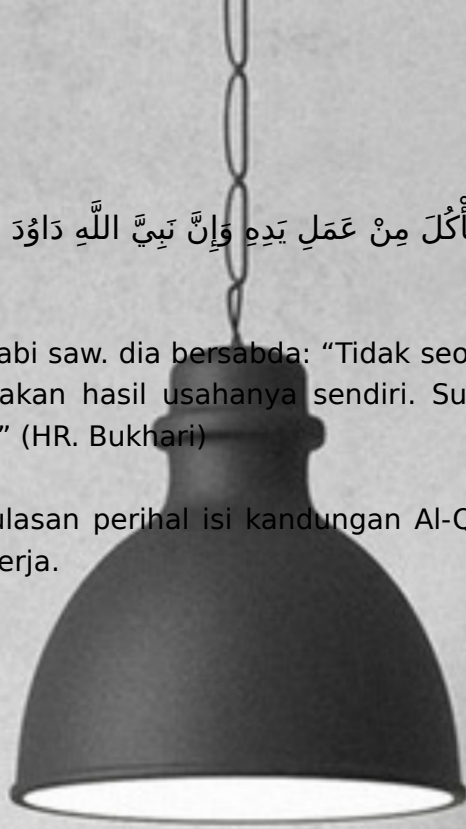 يَأْكُلَ مِنْ عَمَلِ يَدِهِ وَإِنَّ نَبِيَّ اللَّهِ دَاوُدَ
abi saw. dia bersabda: “Tidak seo
akan hasil usahanya sendiri. Su
” (HR. Bukhari)
ulasan perihal isi kandungan Al-Q
erja.